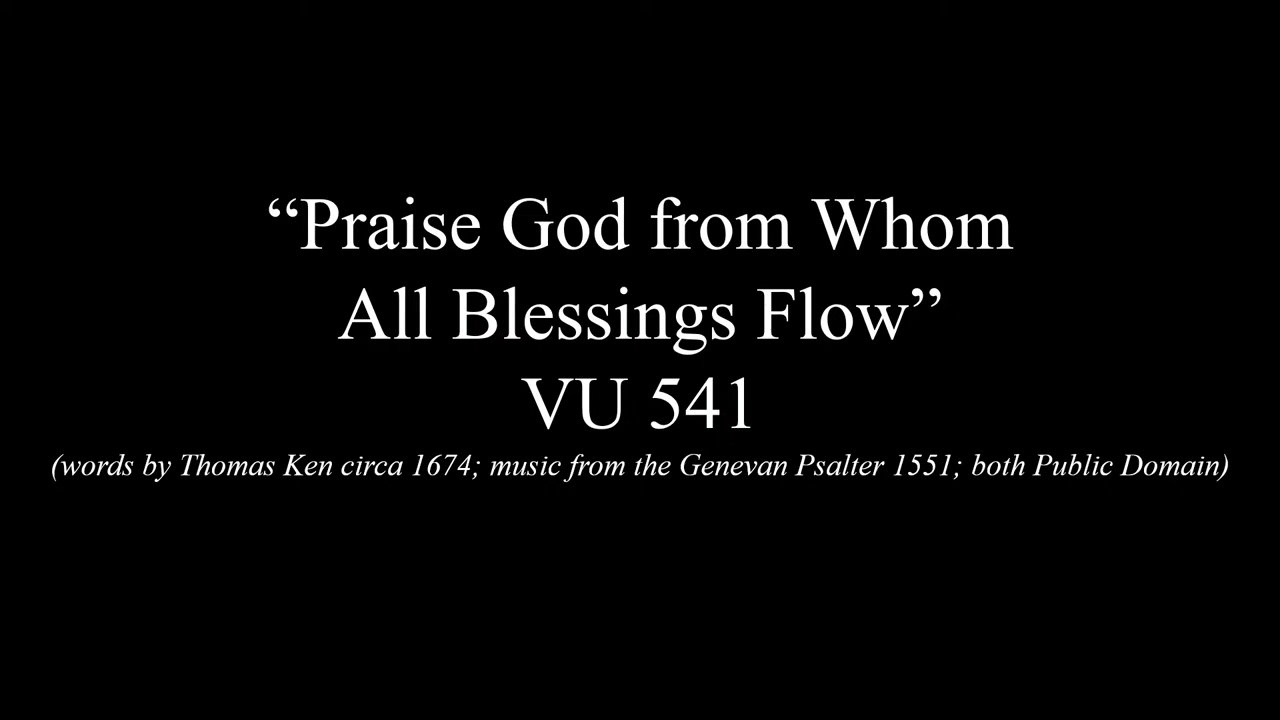 “Praise God from Whom
All Blessings Flow”
VU 541
(words by Thomas Ken circa 1674; music from the Genevan Psalter 1551; both Public Domain)